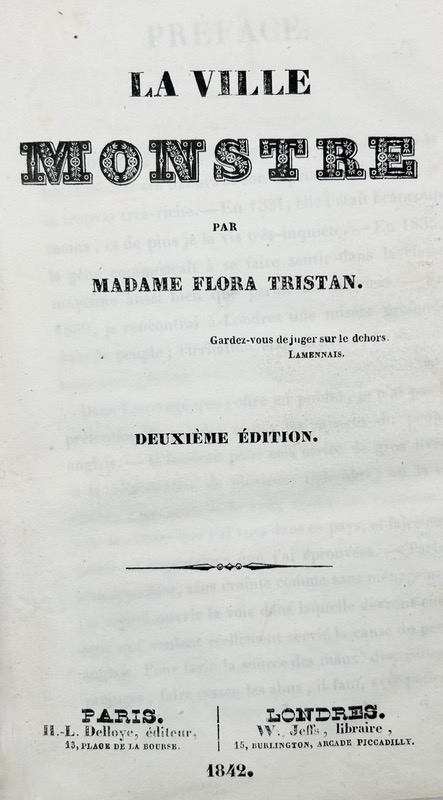 LA VILLE
MONSTRE
PAR
MADAME FLORA TRISTAN.
Gardez-vous de juger sur le dehors.
LAMENNAIS.
DEUXIÈME ÉDITION.
PARIS.
H.-L. Delloye, éditeur,
13, PLACE DE LA BOURSE.
LONDRES.
W. Jeffs, libraire,
15, BURLINGTON, ARCADE PICCADILLY.
1842.